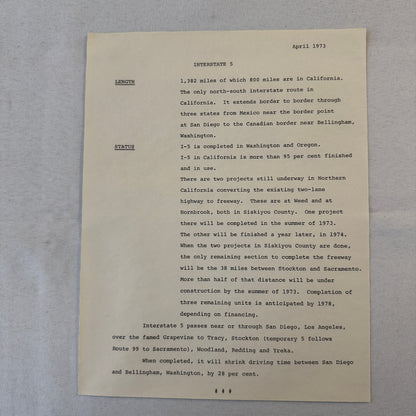 April 1973
INTERSTATE 5
LENGTH 1,382 miles of which 800 miles are in California.
The only north-south interstate route in
California. It extends border to border through
three states from Mexico near the border point
at San Diego to the Canadian border near Bellingham,
Washington.
STATUS I-5 is completed in Washington and Oregon.
I-5 in California is more than 95 per cent finished
and in use.
There are two projects still underway in Northern
California converting the existing two-lane
highway to freeway. These are at Weed and at
Hornbrook, both in Siskiyou County. One project
there will be completed in the summer of 1973.
The other will be finished a year later, in 1974.
When the two projects in Siskiyou County are done,
the only remaining section to complete the freeway
will be the 38 miles between Stockton and Sacramento.
More than half of that distance will be under
construction by the summer of 1973. Completion of
three remaining units is anticipated by 1978,
depending on financing.
Interstate 5 passes near or through San Diego, Los Angeles,
over the famed Grapevine to Tracy, Stockton (temporary 5 follows
Route 99 to Sacramento), Woodland, Redding and Yreka.
When completed, it will shrink driving time between San Diego
and Bellingham, Washington, by 28 per cent.
# # #